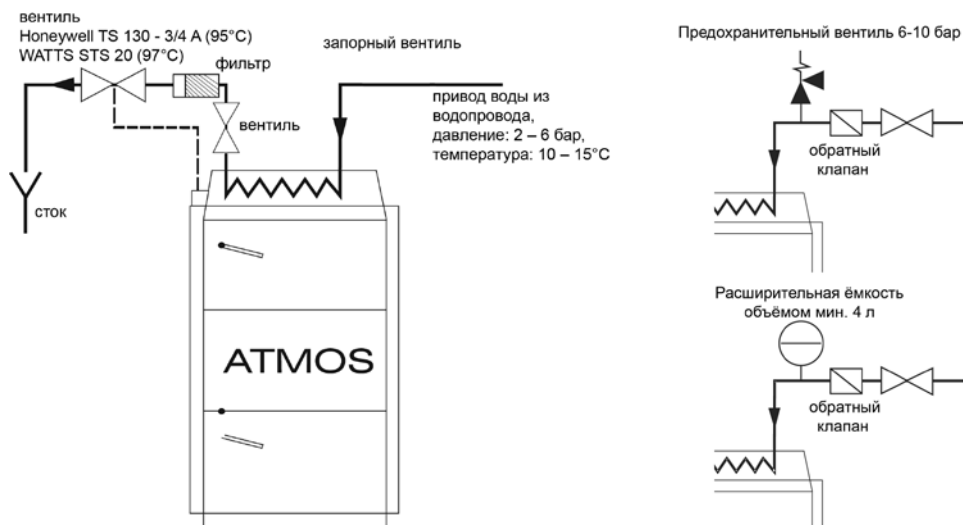 вентиль
Honeywell TS 130 - 3/4 A (95°C)
WATTS STS 20 (97°C)
фильтр
вентиль
сток
запорный вентиль
привод воды из
водопровода,
давление: 2 – 6 бар,
температура: 10 – 15°C
ATMOS
Предохранительный вентиль 6-10 бар
обратный
клапан
Расширительная ёмкость
объёмом мин. 4 л
обратный
клапан